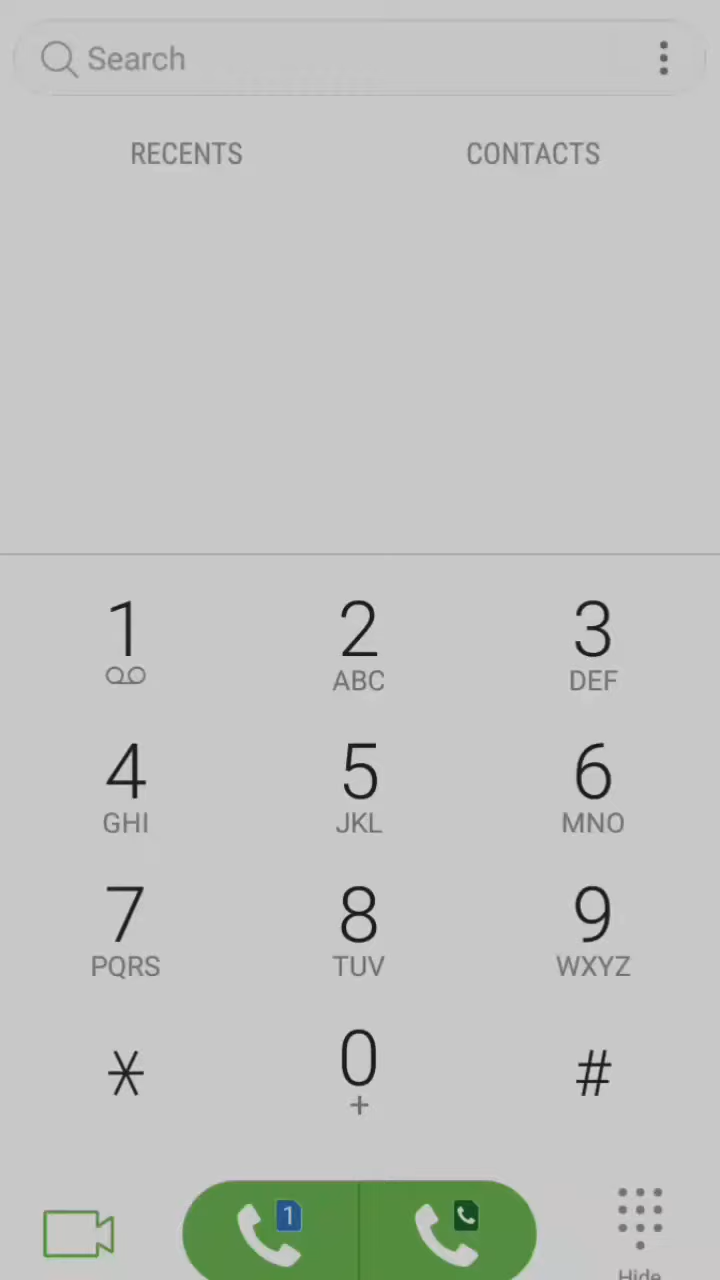 Search
RECENTS CONTACTS
1 2 3
ABC DEF
4 5 6
GHI JKL MNO
7 8 9
PQRS TUV WXYZ
* 0 #
+
1
Hide